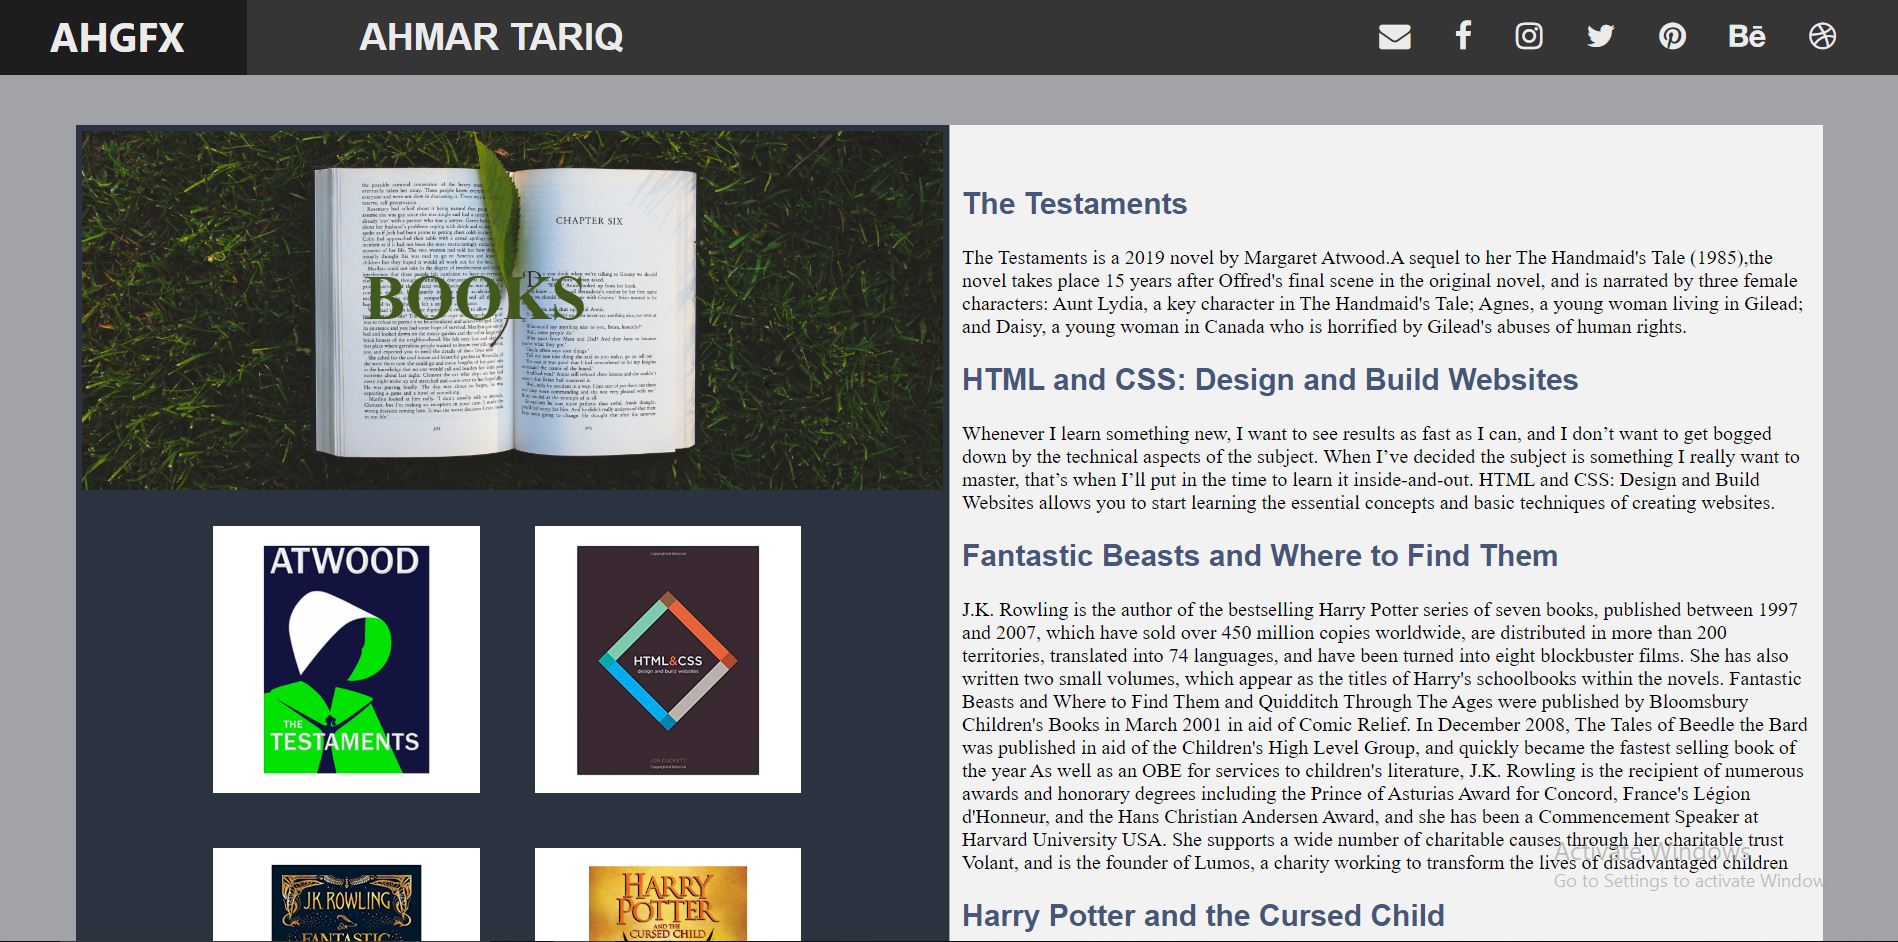 AHGFX
AHMAR TARIQ
Bē
CHAPTER SIX
BOOKS
ATWOOD
THE
TESTAMENTS
Copyrighted Material
HTML&CSS
design and build websites
JON DUCKETT
Copyrighted Material
J.K ROWLING
FANTASTIC
HARRY
POTTER
AND THE
CURSED CHILD
The Testaments
The Testaments is a 2019 novel by Margaret Atwood.A sequel to her The Handmaid's Tale (1985),the
novel takes place 15 years after Offred's final scene in the original novel, and is narrated by three female
characters: Aunt Lydia, a key character in The Handmaid's Tale; Agnes, a young woman living in Gilead;
and Daisy, a young woman in Canada who is horrified by Gilead's abuses of human rights.
HTML and CSS: Design and Build Websites
Whenever I learn something new, I want to see results as fast as I can, and I don’t want to get bogged
down by the technical aspects of the subject. When I’ve decided the subject is something I really want to
master, that’s when I’ll put in the time to learn it inside-and-out. HTML and CSS: Design and Build
Websites allows you to start learning the essential concepts and basic techniques of creating websites.
Fantastic Beasts and Where to Find Them
J.K. Rowling is the author of the bestselling Harry Potter series of seven books, published between 1997
and 2007, which have sold over 450 million copies worldwide, are distributed in more than 200
territories, translated into 74 languages, and have been turned into eight blockbuster films. She has also
written two small volumes, which appear as the titles of Harry's schoolbooks within the novels. Fantastic
Beasts and Where to Find Them and Quidditch Through The Ages were published by Bloomsbury
Children's Books in March 2001 in aid of Comic Relief. In December 2008, The Tales of Beedle the Bard
was published in aid of the Children's High Level Group, and quickly became the fastest selling book of
the year As well as an OBE for services to children's literature, J.K. Rowling is the recipient of numerous
awards and honorary degrees including the Prince of Asturias Award for Concord, France's Légion
d'Honneur, and the Hans Christian Andersen Award, and she has been a Commencement Speaker at
Harvard University USA. She supports a wide number of charitable causes through her charitable trust
Volant, and is the founder of Lumos, a charity working to transform the lives of disadvantaged children
Activate Windows
Go to Settings to activate Window
Harry Potter and the Cursed Child